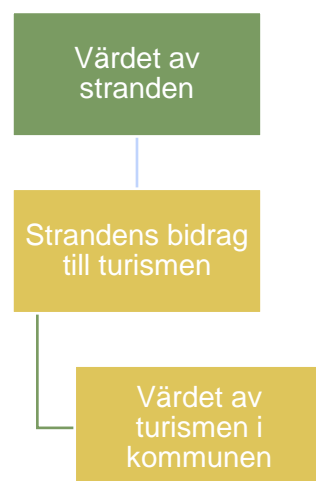 Värdet av
stranden
Strandens bidrag
till turismen
Värdet av
turismen i
kommunen